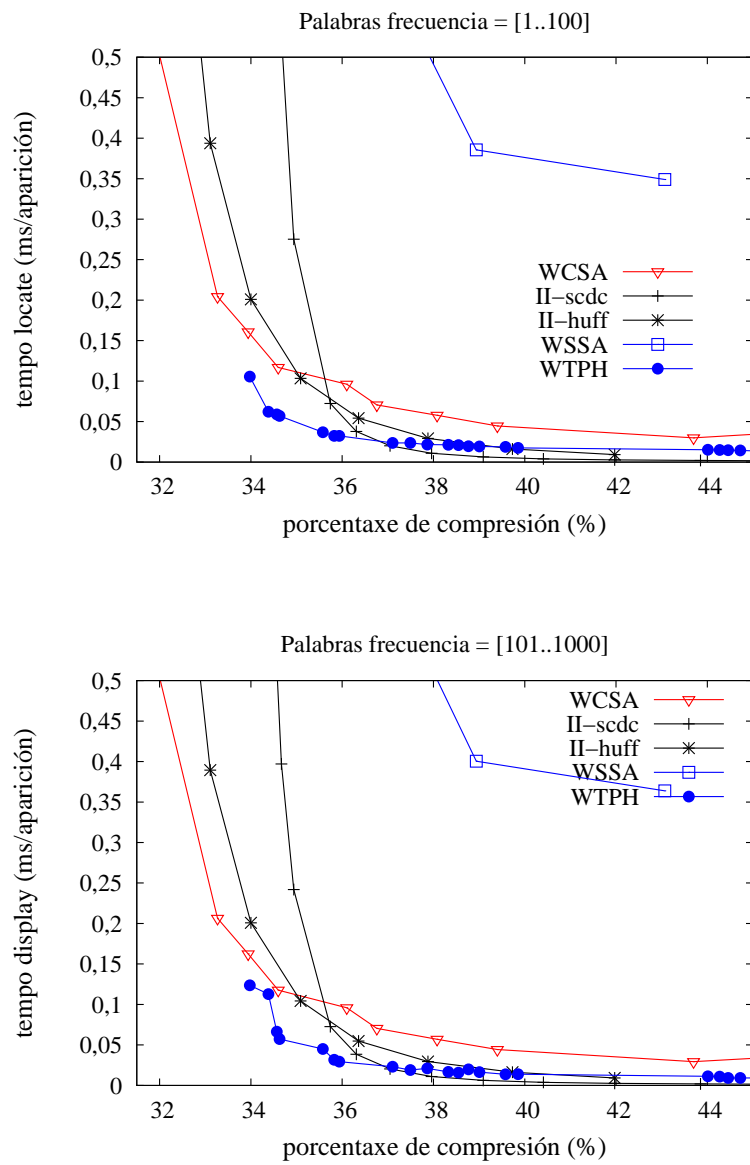 Palabras frecuencia = [1..100]
0,5
0,45
0,4
0,35
0,3
0,25
0,2
0,15
0,1
0,05
0
tempo locate (ms/aparición)
WCSA
II−scdc
II−huff
WSSA
WTPH
32 34 36 38 40 42 44
porcentaxe de compresión (%)
Palabras frecuencia = [101..1000]
0,5
0,45
0,4
0,35
0,3
0,25
0,2
0,15
0,1
0,05
0
tempo display (ms/aparición)
WCSA
II−scdc
II−huff
WSSA
WTPH
32 34 36 38 40 42 44
porcentaxe de compresión (%)